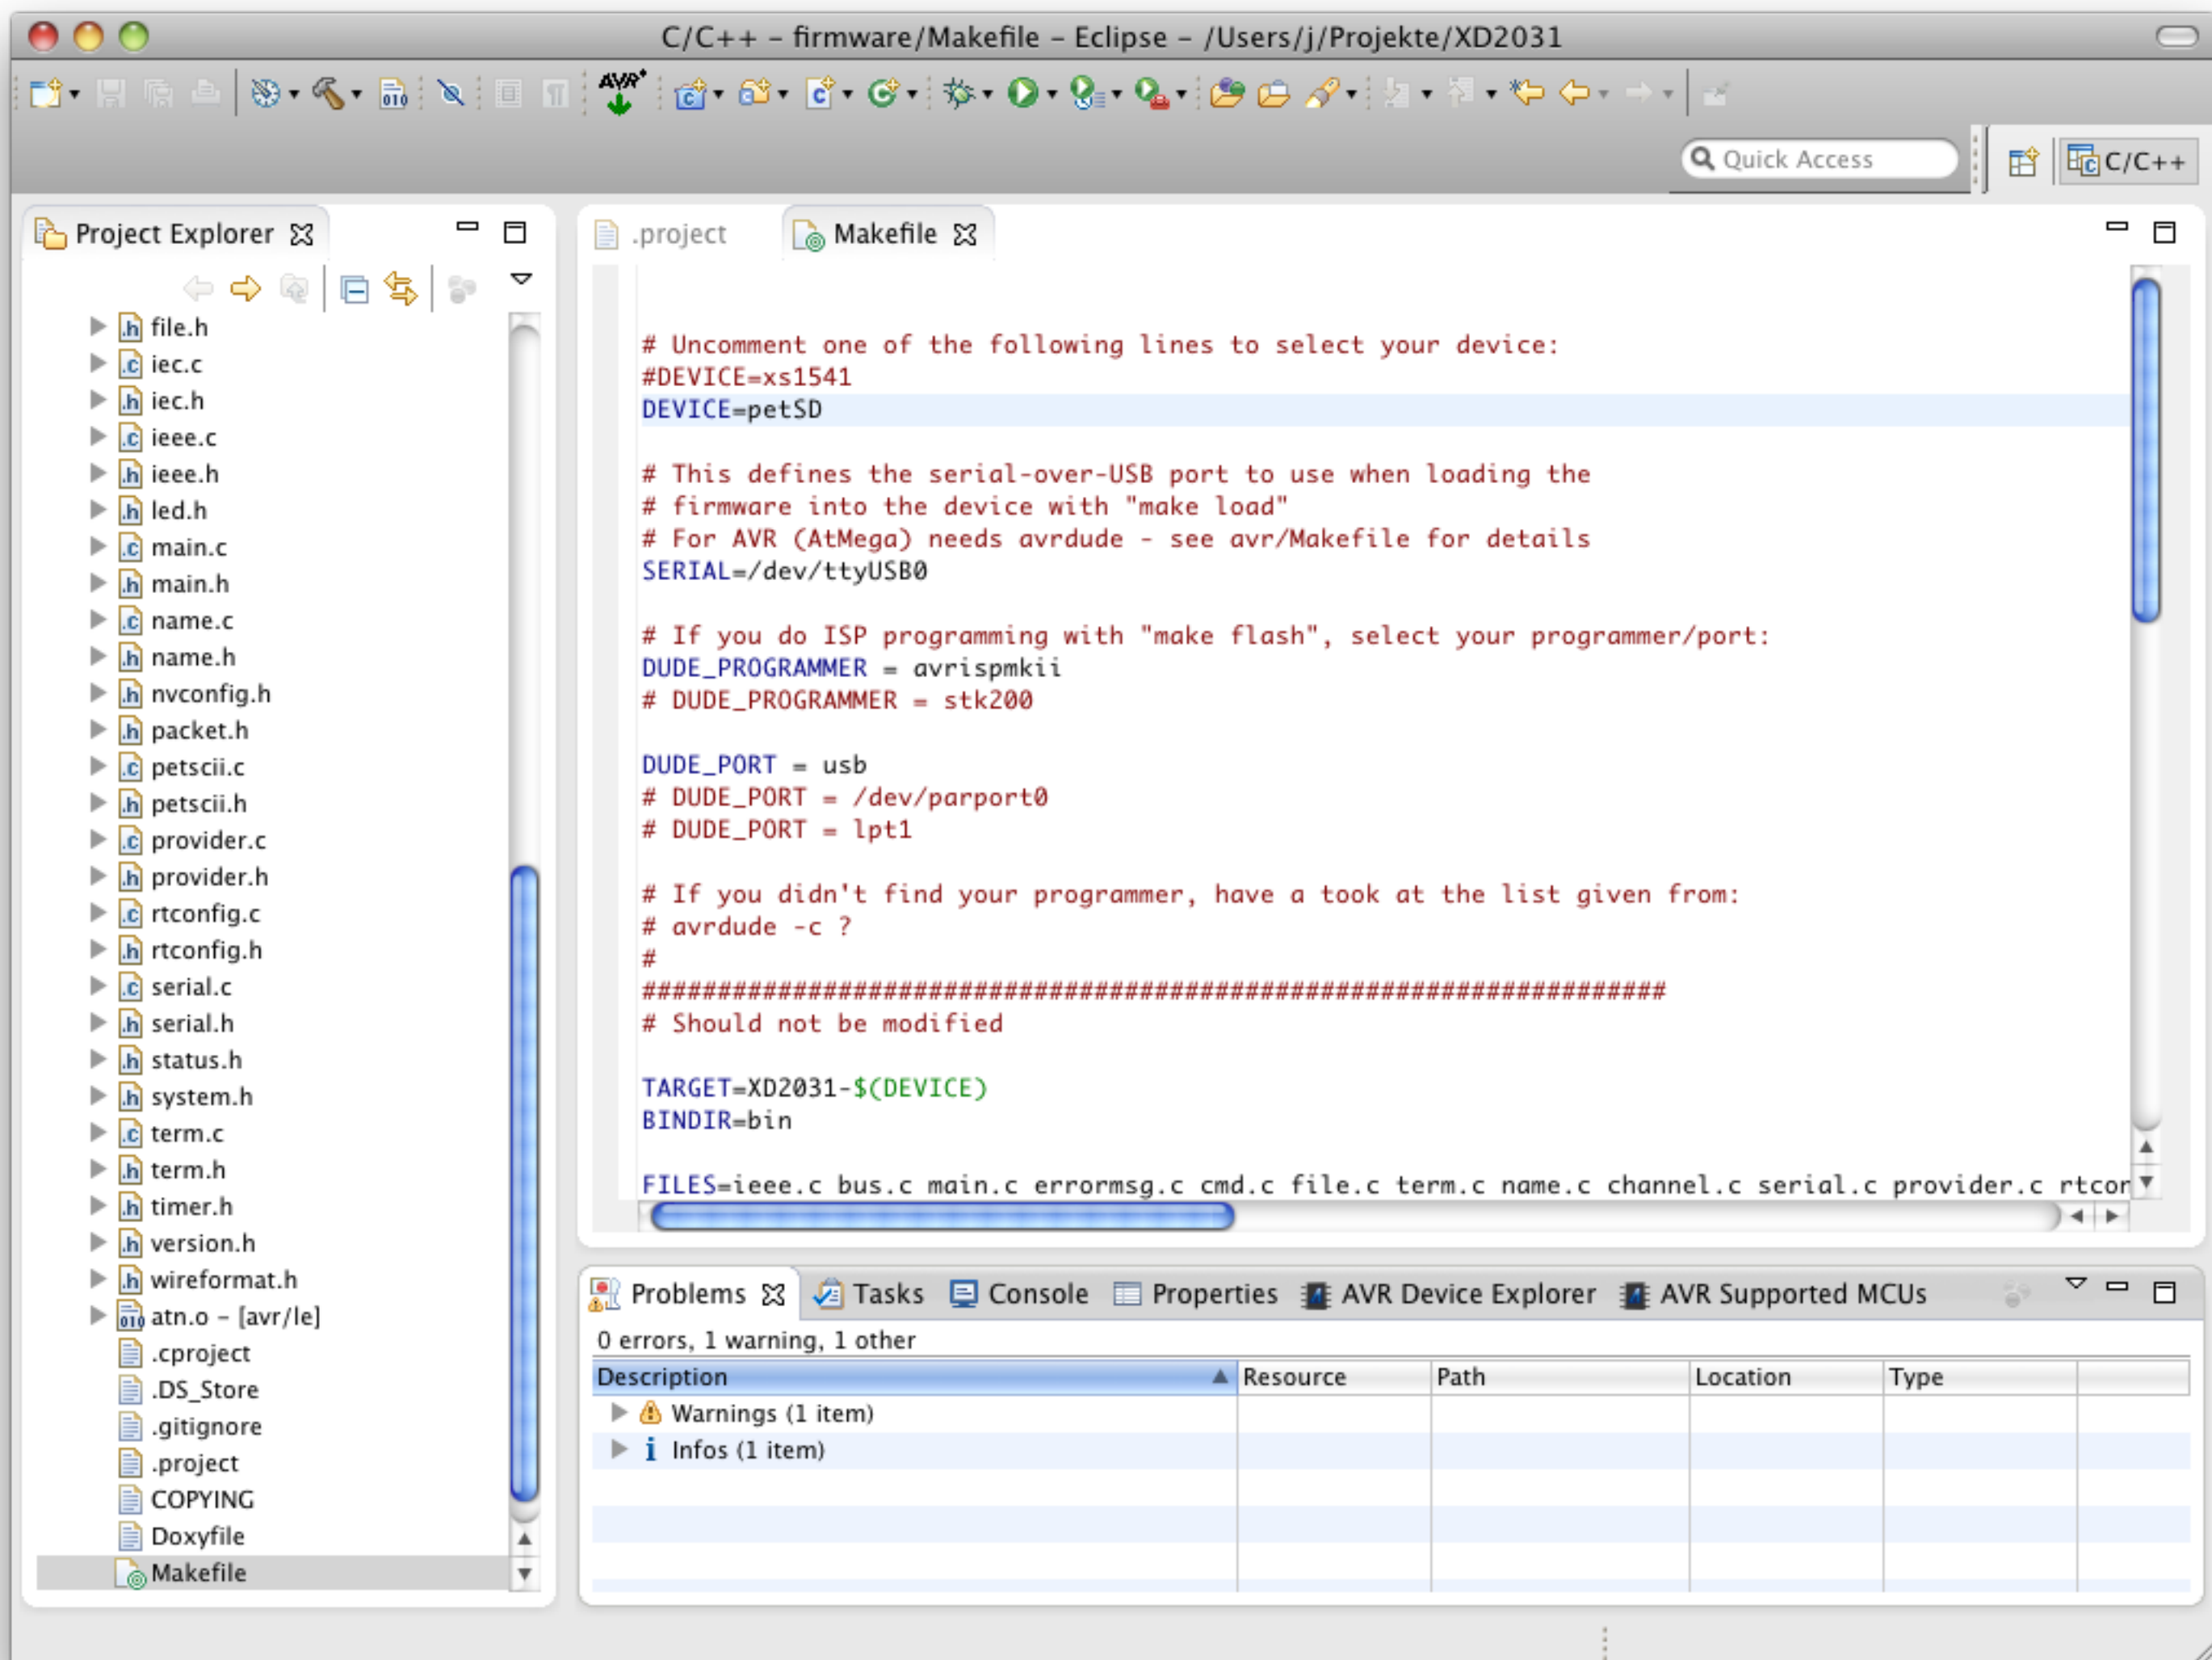 C/C++ – firmware/Makefile – Eclipse – /Users/j/Projekte/XD2031
AVR
Quick Access
C/C++
Project Explorer
file.h
iec.c
iec.h
ieee.c
ieee.h
led.h
main.c
main.h
name.c
name.h
nvconfig.h
packet.h
petscii.c
petscii.h
provider.c
provider.h
rtconfig.c
rtconfig.h
serial.c
serial.h
status.h
system.h
term.c
term.h
timer.h
version.h
wireformat.h
atn.o – [avr/le]
.cproject
.DS_Store
.gitignore
.project
COPYING
Doxyfile
Makefile
.project Makefile
# Uncomment one of the following lines to select your device:
#DEVICE=xs1541
DEVICE=petSD
# This defines the serial-over-USB port to use when loading the
# firmware into the device with "make load"
# For AVR (AtMega) needs avrdude - see avr/Makefile for details
SERIAL=/dev/ttyUSB0
# If you do ISP programming with "make flash", select your programmer/port:
DUDE_PROGRAMMER = avrispmkii
# DUDE_PROGRAMMER = stk200
DUDE_PORT = usb
# DUDE_PORT = /dev/parport0
# DUDE_PORT = lpt1
# If you didn't find your programmer, have a took at the list given from:
# avrdude -c ?
#
####################################################################
# Should not be modified
TARGET=XD2031-$(DEVICE)
BINDIR=bin
FILES=ieee.c bus.c main.c errormsg.c cmd.c file.c term.c name.c channel.c serial.c provider.c rtcor
Problems Tasks Console Properties AVR Device Explorer AVR Supported MCUs
0 errors, 1 warning, 1 other
Description Resource Path Location Type
Warnings (1 item)
Infos (1 item)